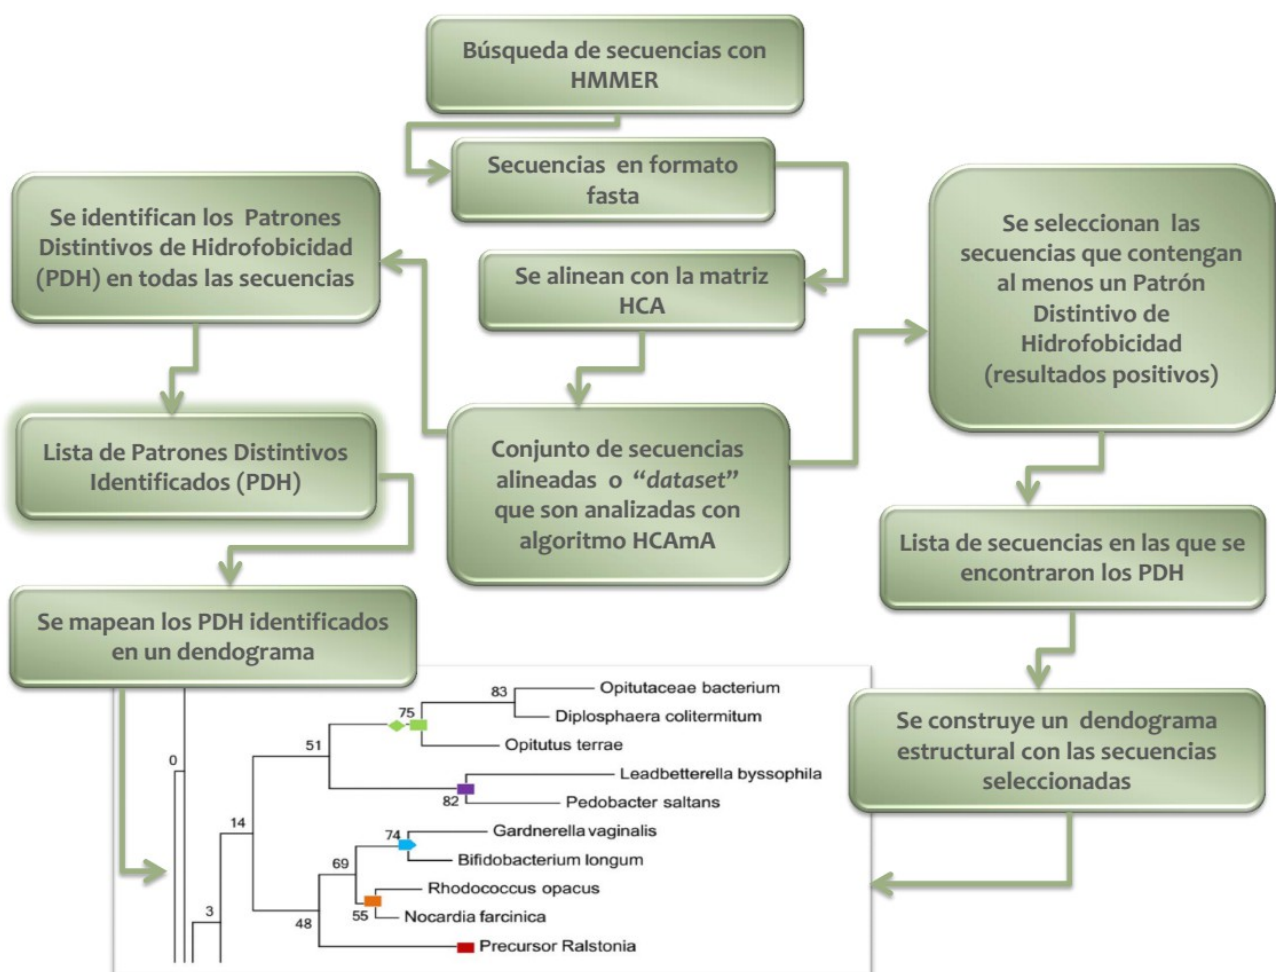 Búsqueda de secuencias con
HMMER
Secuencias en formato
fasta
Se alinean con la matriz
HCA
Conjunto de secuencias
alineadas o “dataset”
que son analizadas con
algoritmo HCAmA
Se identifican los Patrones
Distintivos de Hidrofobicidad
(PDH) en todas las secuencias
Lista de Patrones Distintivos
Identificados (PDH)
Se mapean los PDH identificados
en un dendograma
Se seleccionan las
secuencias que contengan
al menos un Patrón
Distintivo de
Hidrofobicidad
(resultados positivos)
Lista de secuencias en las que se
encontraron los PDH
Se construye un dendograma
estructural con las secuencias
seleccionadas
83
Opitutaceae bacterium
75
Diplosphaera colitermitum
51
Opitutus terrae
0
Leadbetterella byssophila
82
Pedobacter saltans
14
74
Gardnerella vaginalis
69
Bifidobacterium longum
Rhodococcus opacus
3
55
Nocardia farcinica
48
Precursor Ralstonia